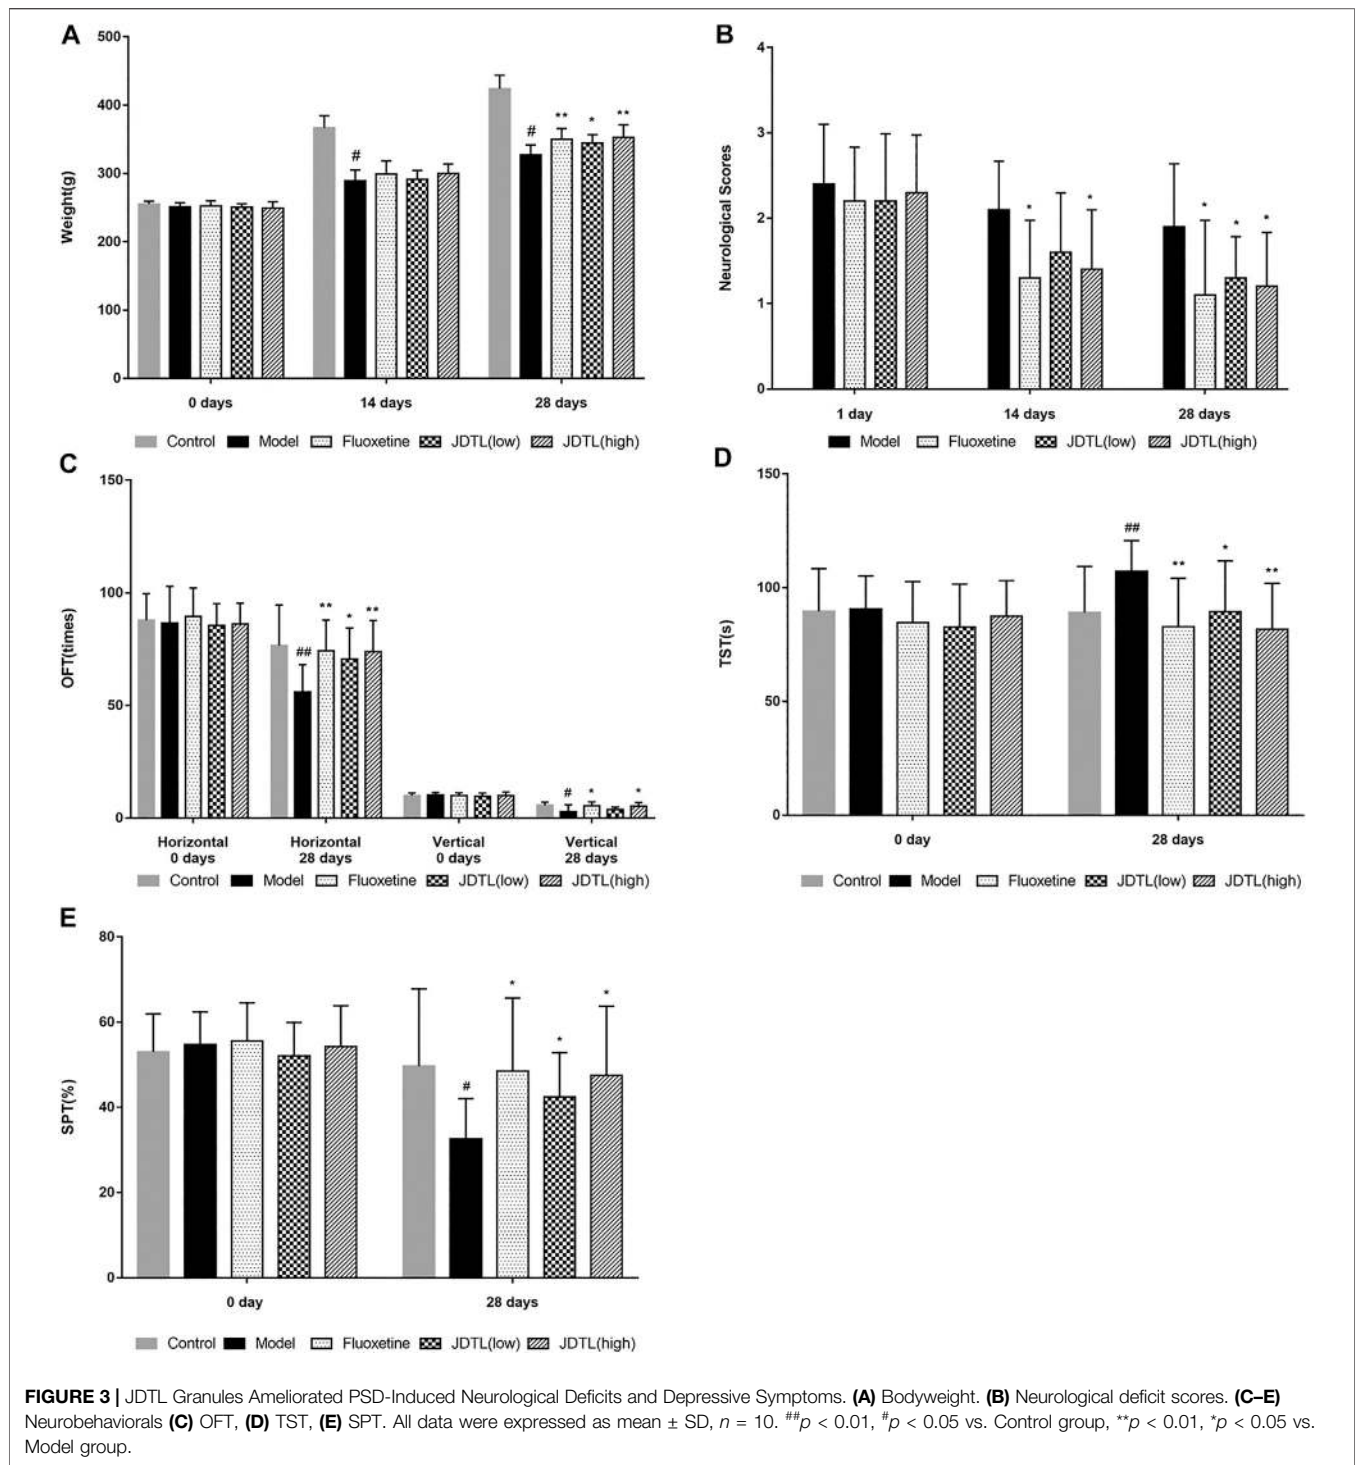 A
500
400
300
200
100
0
Weight(g)
#
#
**
*
**
0 days 14 days 28 days
Control Model Fluoxetine JDTL(low) JDTL(high)
B
4
3
2
1
0
Neurological Scores
*
*
*
*
*
1 day 14 days 28 days
Model Fluoxetine JDTL(low) JDTL(high)
C
150
100
50
0
OFT(times)
##
**
*
**
#
*
*
Horizontal Horizontal Vertical Vertical
0 days 28 days 0 days 28 days
Control Model Fluoxetine JDTL(low) JDTL(high)
D
150
100
50
0
TST(s)
##
**
*
**
0 day 28 days
Control Model Fluoxetine JDTL(low) JDTL(high)
E
80
60
40
20
0
SPT(%)
#
*
*
*
0 day 28 days
Control Model Fluoxetine JDTL(low) JDTL(high)
FIGURE 3 | JDTL Granules Ameliorated PSD-Induced Neurological Deficits and Depressive Symptoms. (A) Bodyweight. (B) Neurological deficit scores. (C–E)
Neurobehaviorals (C) OFT, (D) TST, (E) SPT. All data were expressed as mean ± SD, n = 10. ##p < 0.01, #p < 0.05 vs. Control group, **p < 0.01, *p < 0.05 vs.
Model group.